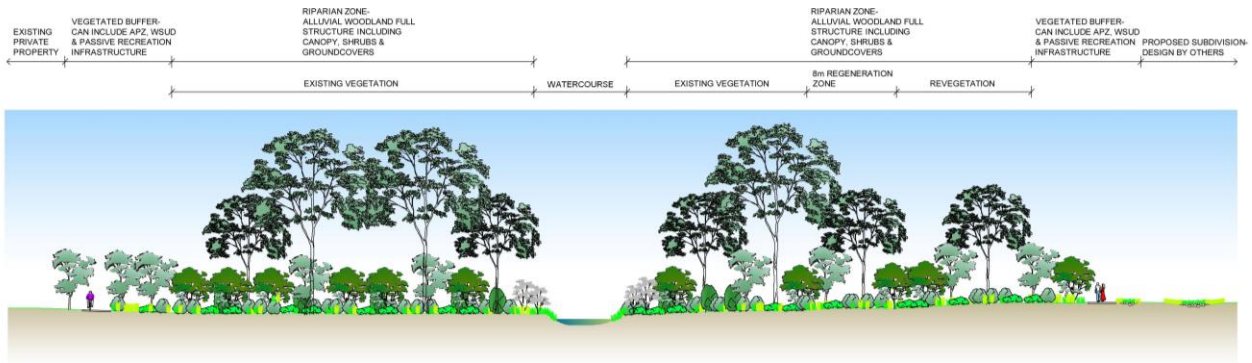 EXISTING
PRIVATE
PROPERTY
VEGETATED BUFFER-
CAN INCLUDE APZ, WSUD
& PASSIVE RECREATION
INFRASTRUCTURE
RIPARIAN ZONE-
ALLUVIAL WOODLAND FULL
STRUCTURE INCLUDING
CANOPY, SHRUBS &
GROUNDCOVERS
RIPARIAN ZONE-
ALLUVIAL WOODLAND FULL
STRUCTURE INCLUDING
CANOPY, SHRUBS &
GROUNDCOVERS
VEGETATED BUFFER-
CAN INCLUDE APZ, WSUD
& PASSIVE RECREATION
INFRASTRUCTURE
PROPOSED SUBDIVISION-
DESIGN BY OTHERS
EXISTING VEGETATION
WATERCOURSE
EXISTING VEGETATION
8m REGENERATION
ZONE
REVEGETATION